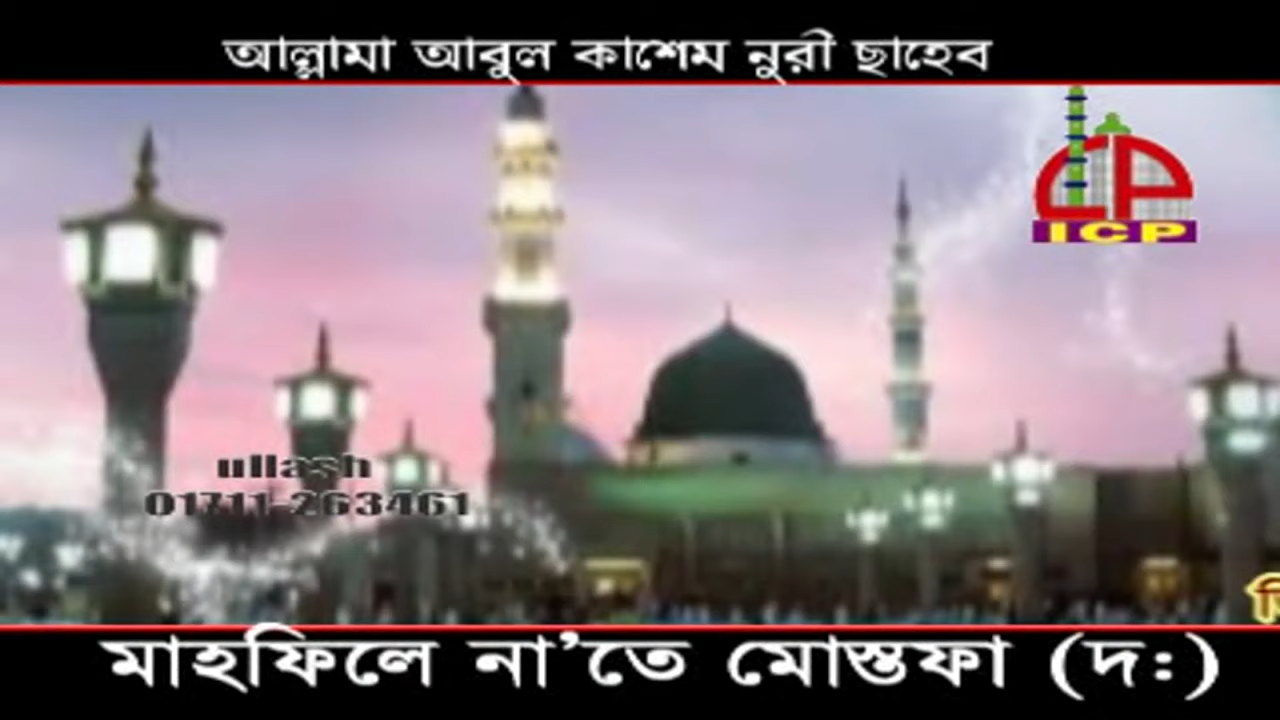 আল্লামা আবুল কাশেম নুরী ছাহেব
ICP
ullash
01711-263461
মাহফিলে না'তে মোস্তফা (দঃ)